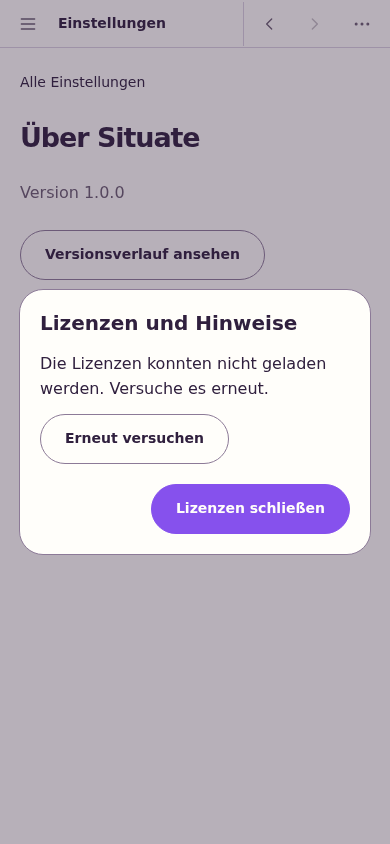 Einstellungen
Alle Einstellungen
Über Situate
Version 1.0.0
Versionsverlauf ansehen
Lizenzen und Hinweise
Die Lizenzen konnten nicht geladen
werden. Versuche es erneut.
Erneut versuchen
Lizenzen schließen